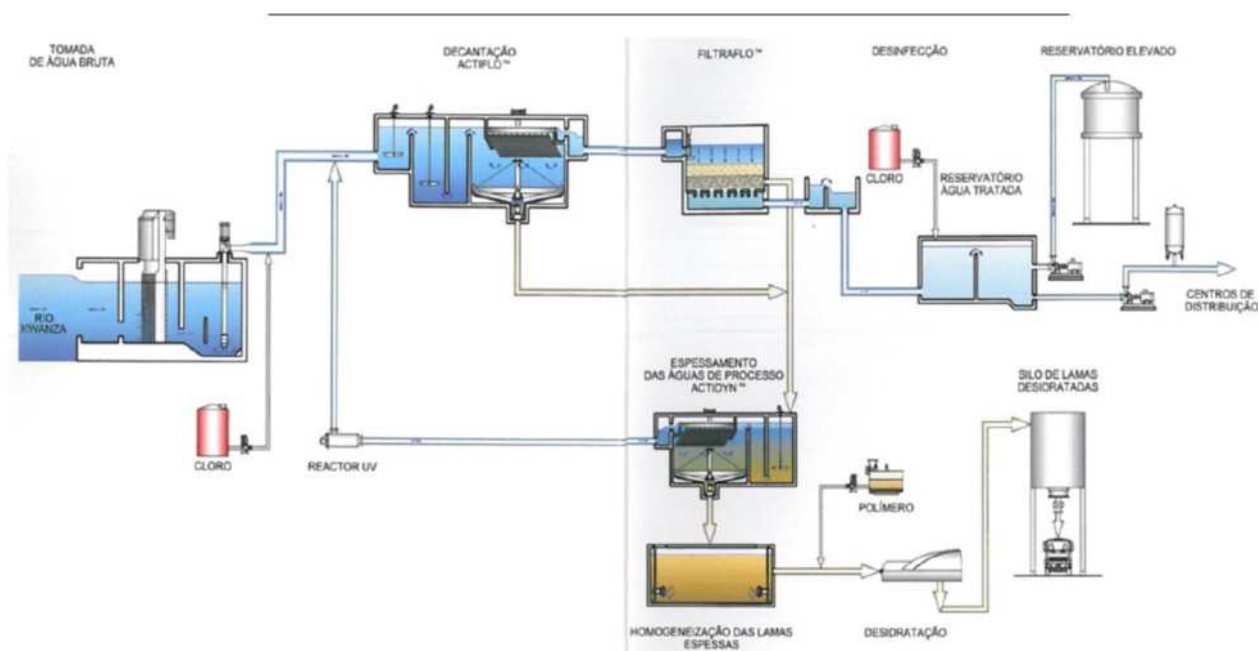 TOMADA
DE ÁGUA BRUTA
DECANTAÇÃO
ACTIFLO™
FILTRAFLO™
DESINFECÇÃO
RESERVATÓRIO ELEVADO
CLORO
RESERVATÓRIO
ÁGUA TRATADA
RIO
KWANZA
CENTROS DE
DISTRIBUIÇÃO
ESPESSAMENTO
DAS ÁGUAS DE PROCESSO
ACTIDYN™
SILO DE LAMAS
DESIDRATADAS
CLORO
REACTOR UV
POLÍMERO
HOMOGENEIZAÇÃO DAS LAMAS
ESPESSAS
DESIDRATAÇÃO